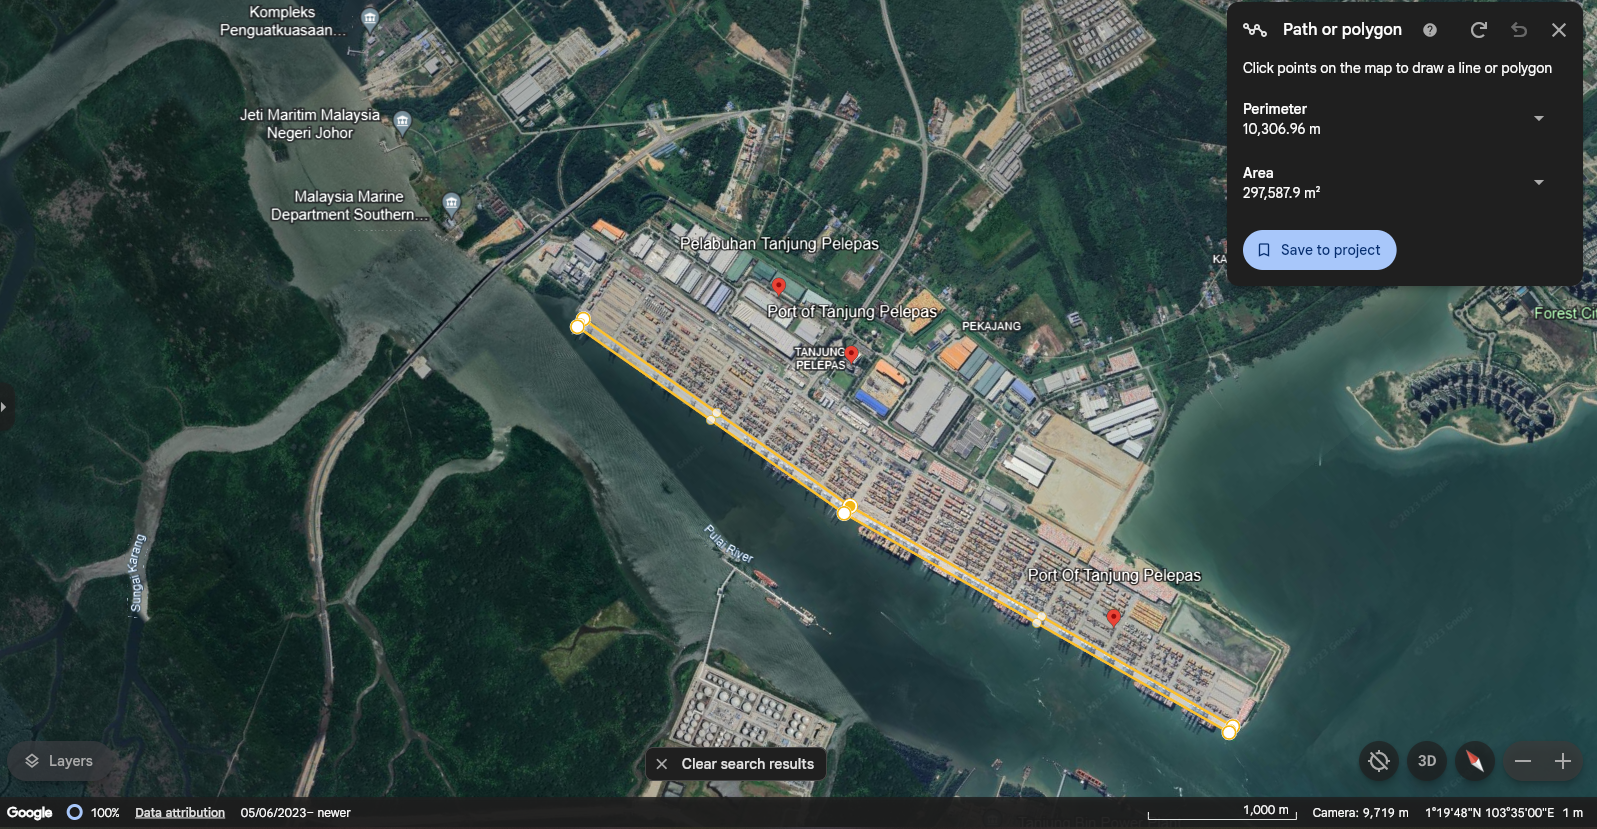 Kompleks
Penguatkuasaan...
Jeti Maritim Malaysia
Negeri Johor
Malaysia Marine
Department Southern...
Pelabuhan Tanjung Pelepas
Port of Tanjung Pelepas
PEKAJANG
TANJUNG
PELEPAS
KA
Forest Cit
Port Of Tanjung Pelepas
Pulai River
Sungai Karang
Path or polygon
Click points on the map to draw a line or polygon
Perimeter
10,306.96 m
Area
297,587.9 m²
Save to project
Layers
Clear search results
3D
Google
100%
Data attribution
05/06/2023– newer
1,000 m
Camera: 9,719 m
1°19'48"N 103°35'00"E
1 m